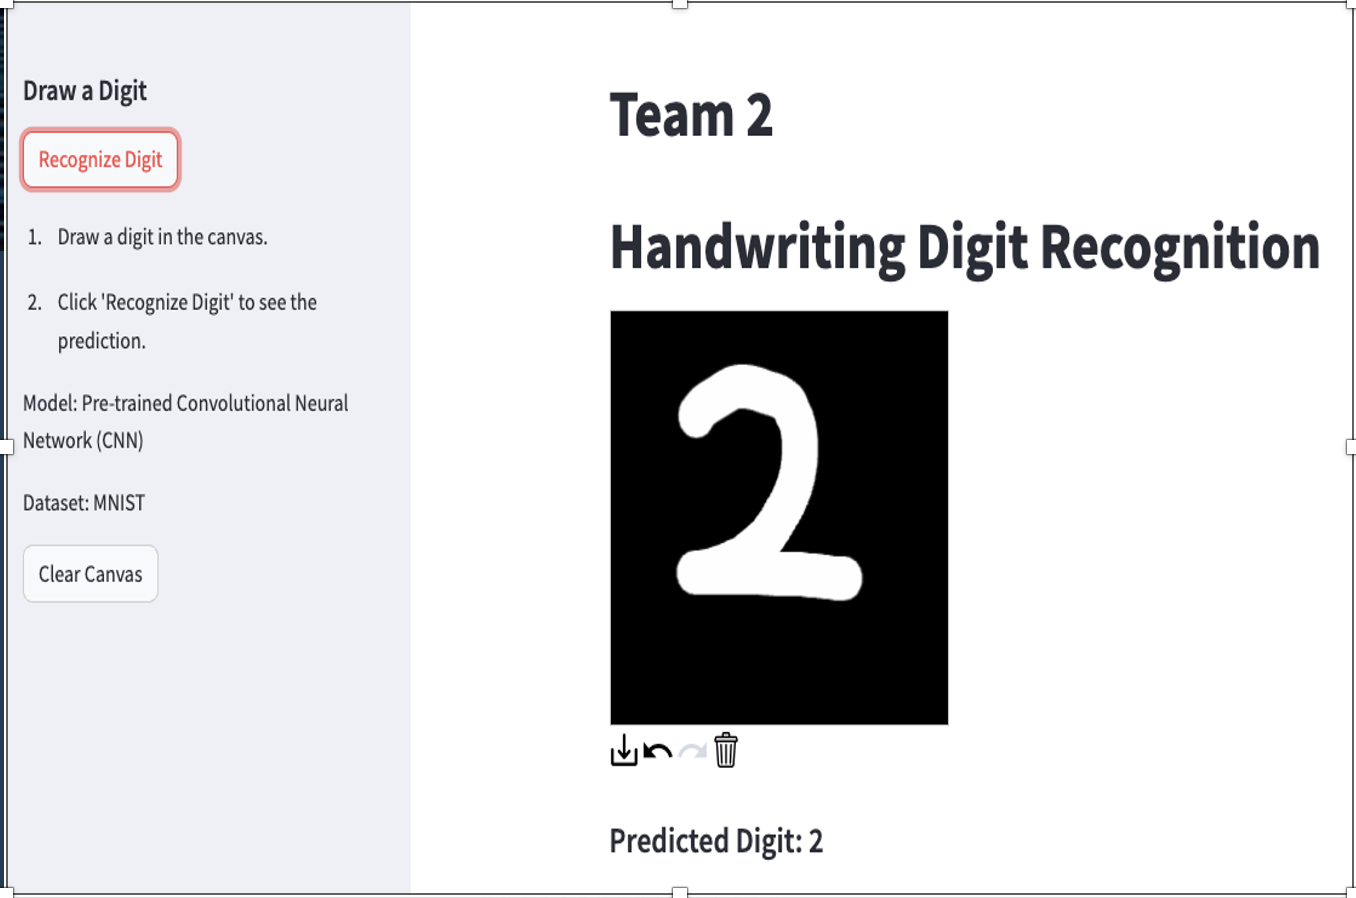 Draw a Digit
Recognize Digit
1. Draw a digit in the canvas.
2. Click 'Recognize Digit' to see the
prediction.
Model: Pre-trained Convolutional Neural
Network (CNN)
Dataset: MNIST
Clear Canvas
Team 2
Handwriting Digit Recognition
2
Predicted Digit: 2